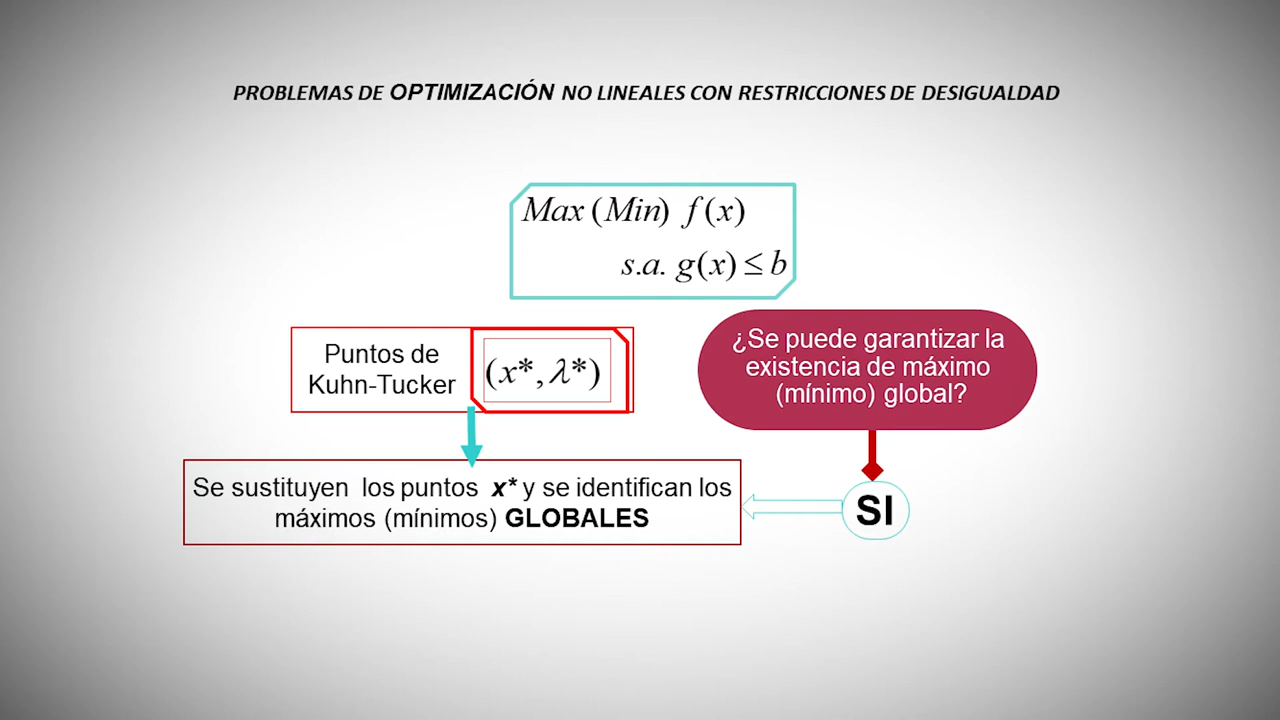 PROBLEMAS DE OPTIMIZACIÓN NO LINEALES CON RESTRICCIONES DE DESIGUALDAD
Max (Min) f(x)
s.a. g(x) ≤ b
Puntos de
Kuhn-Tucker
(x*, λ*)
¿Se puede garantizar la
existencia de máximo
(mínimo) global?
Se sustituyen los puntos x* y se identifican los
máximos (mínimos) GLOBALES
SI